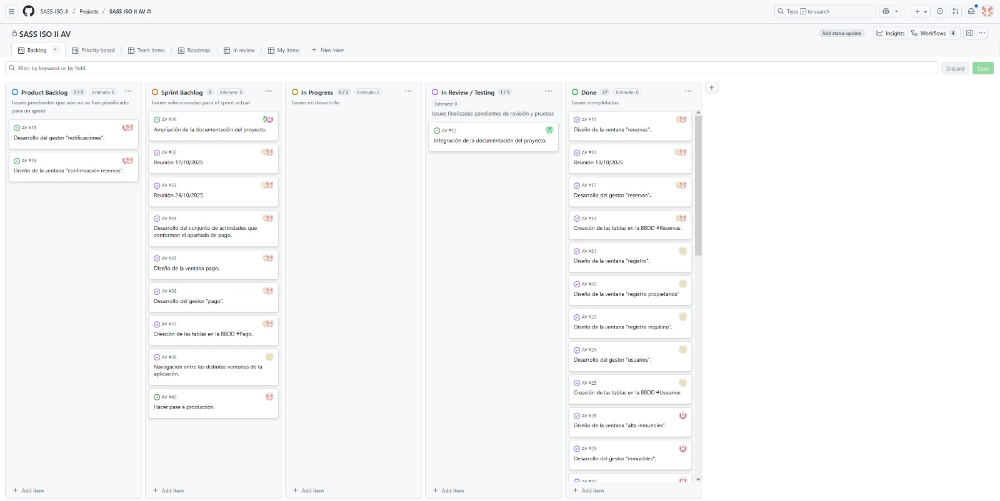 SASS-ISO-II / Projects / SASS ISO II AV
Type / to search
SASS ISO II AV
Add status update
Insights
Workflows 4
Backlog
Priority board
Team items
Roadmap
In review
My items
New view
Filter by keyword or by field
Discard
Save
Product Backlog 2 / 5 Estimate: 0
Issues pendientes que aún no se han planificado
para un sprint
AV #18
Desarrollo del gestor "notificaciones".
AV #16
Diseño de la ventana "confirmación reservas".
Add item
Sprint Backlog 9 Estimate: 0
Issues seleccionadas para el sprint actual
AV #26
Ampliación de la documentación del proyecto.
AV #32
Reunión 17/10/2025
AV #33
Reunión 24/10/2025
AV #34
Desarrollo del conjunto de actividades que
conforman el apartado de pago.
AV #35
Diseño de la ventana pago.
AV #36
Desarrollo del gestor "pago".
AV #37
Creación de las tablas en la BBDD #Pago.
AV #38
Navegación entre las distintas ventanas de la
aplicación.
AV #40
Hacer pase a producción.
Add item
In Progress 0 / 3 Estimate: 0
Issues en desarrollo
Add item
In Review / Testing 1 / 5
Estimate: 0
Issues finalizadas pendientes de revisión y pruebas
AV #12
Integración de la documentación del proyecto.
Add item
Done 27 Estimate: 0
Issues completadas
AV #15
Diseño de la ventana "reservas".
AV #10
Reunión 13/10/2025
AV #17
Desarrollo del gestor "reservas".
AV #19
Creación de las tablas en la BBDD #Reservas.
AV #21
Diseño de la ventana "registro".
AV #22
Diseño de la ventana "registro propietarios"
AV #23
Diseño de la ventana "registro inquilino".
AV #24
Desarrollo del gestor "usuarios".
AV #25
Creación de las tablas en la BBDD #Usuarios.
AV #28
Diseño de la ventana "alta inmuebles".
AV #29
Desarrollo del gestor "inmuebles".
AV #30
Add item